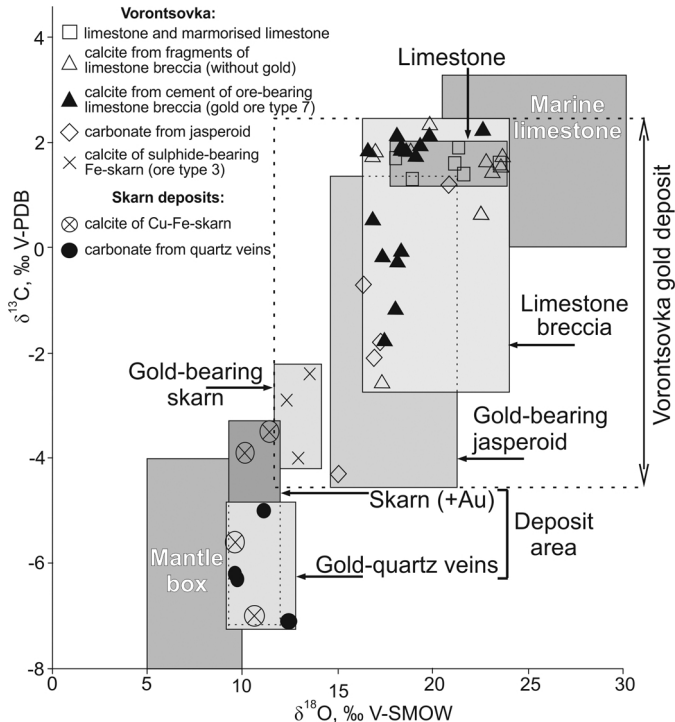 Vorontsovka:
limestone and marmorised limestone
calcite from fragments of
limestone breccia (without gold)
calcite from cement of ore-bearing
limestone breccia (gold ore type 7)
carbonate from jasperoid
calcite of sulphide-bearing
Fe-skarn (ore type 3)
Skarn deposits:
calcite of Cu-Fe-skarn
carbonate from quartz veins
Limestone
Marine
limestone
Limestone
breccia
Gold-bearing
skarn
Gold-bearing
jasperoid
Skarn (+Au)
Deposit
area
Gold-quartz veins
Mantle
box
Vorontsovka gold deposit
δ¹³C, ‰ V-PDB
4
2
0
-2
-4
-6
-8
0 5 10 15 20 25 30
δ¹⁸O, ‰ V-SMOW